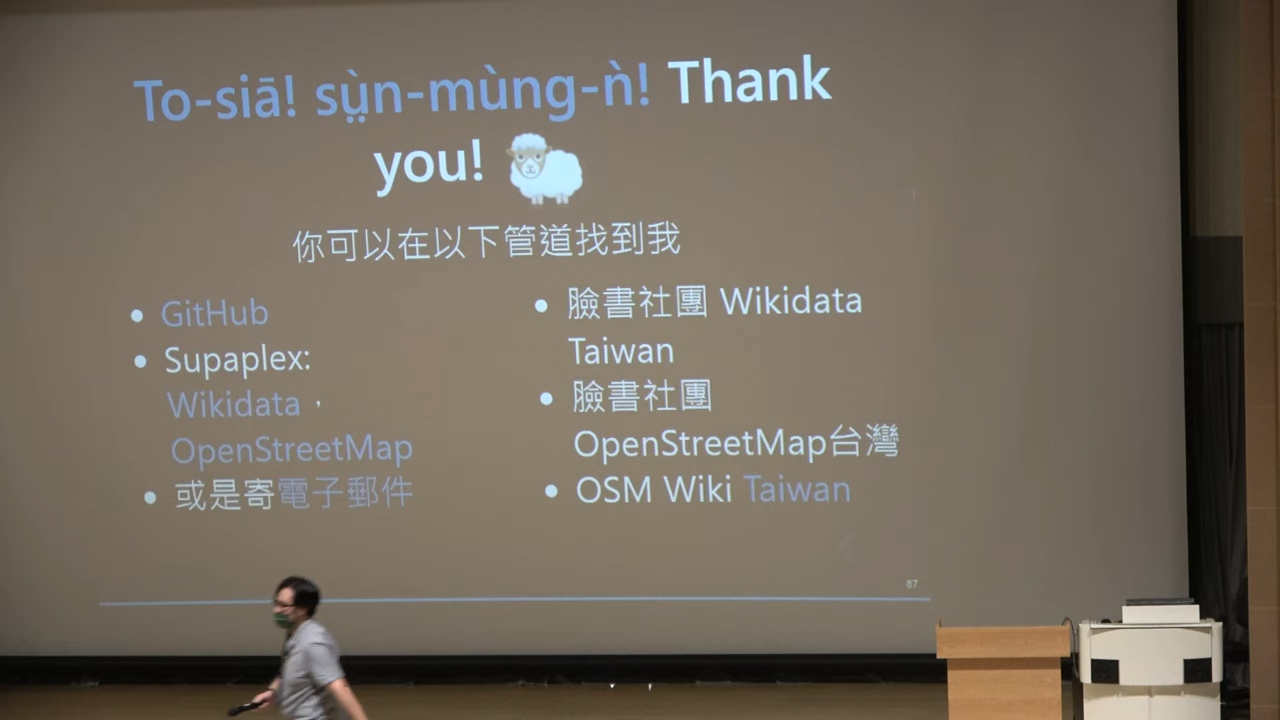 To-siā! sṳ̀n-mùng-ǹ! Thank
you!
你可以在以下管道找到我
GitHub
Supaplex:
Wikidata，
OpenStreetMap
或是寄電子郵件
臉書社團 Wikidata
Taiwan
臉書社團
OpenStreetMap台灣
OSM Wiki Taiwan
87